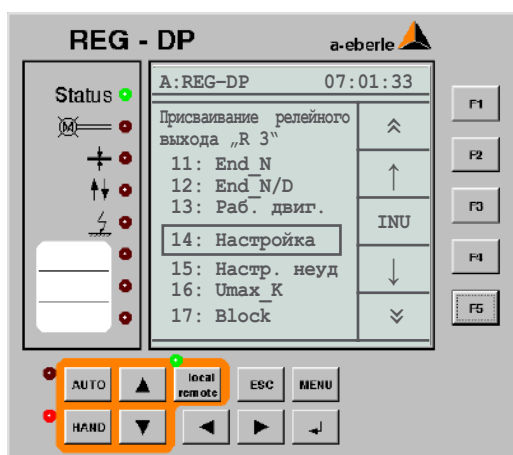 REG - DP
a-eberle
Status
M
A:REG-DP 07:01:33
Присваивание релейного
выхода „R 3“
11: End_N
12: End_N/D
13: Раб. двиг.
14: Настройка
15: Настр. неуд
16: Umax_K
17: Block
INU
F1
F2
F3
F4
F5
AUTO
local
remote
ESC
MENU
HAND